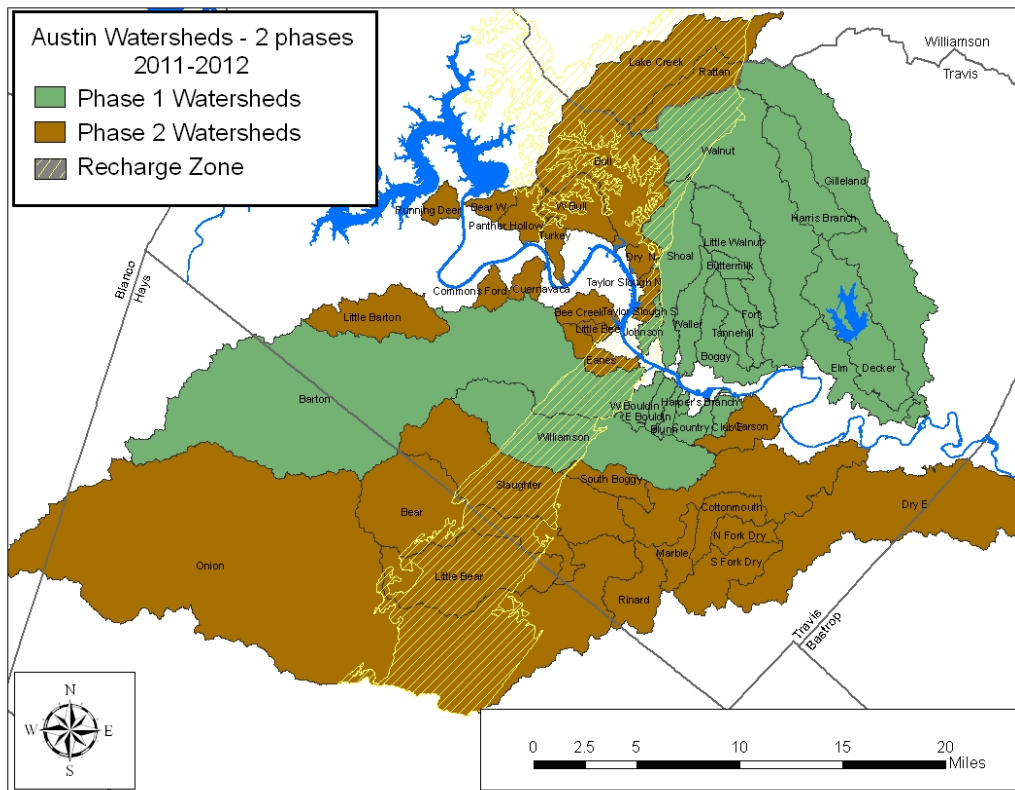 Austin Watersheds - 2 phases
2011-2012
Phase 1 Watersheds
Phase 2 Watersheds
Recharge Zone
Williamson
Travis
Lake Creek
Rattan
Walnut
Bull
Gilleland
Running Deer
Bear W
W Bull
Harris Branch
Panther Hollow
Turkey
Little Walnut
Dry N
Shoal
Buttermilk
Blanco
Hays
Commons Ford
Cuernavaca
Taylor Slough N
Little Barton
Bee Creek
Taylor Slough S
Fort
Little Bee
Johnson
Waller
Tannehill
Eanes
Boggy
Elm
Decker
Barton
Harper's Branch
W Bouldin
E Bouldin
Blunn
Country Club
Carson
Williamson
Slaughter
South Boggy
Bear
Cottonmouth
Dry E
N Fork Dry
Marble
S Fork Dry
Onion
Little Bear
Rinard
Travis
Bastrop
N
W
E
S
0
2.5
5
10
15
20
Miles